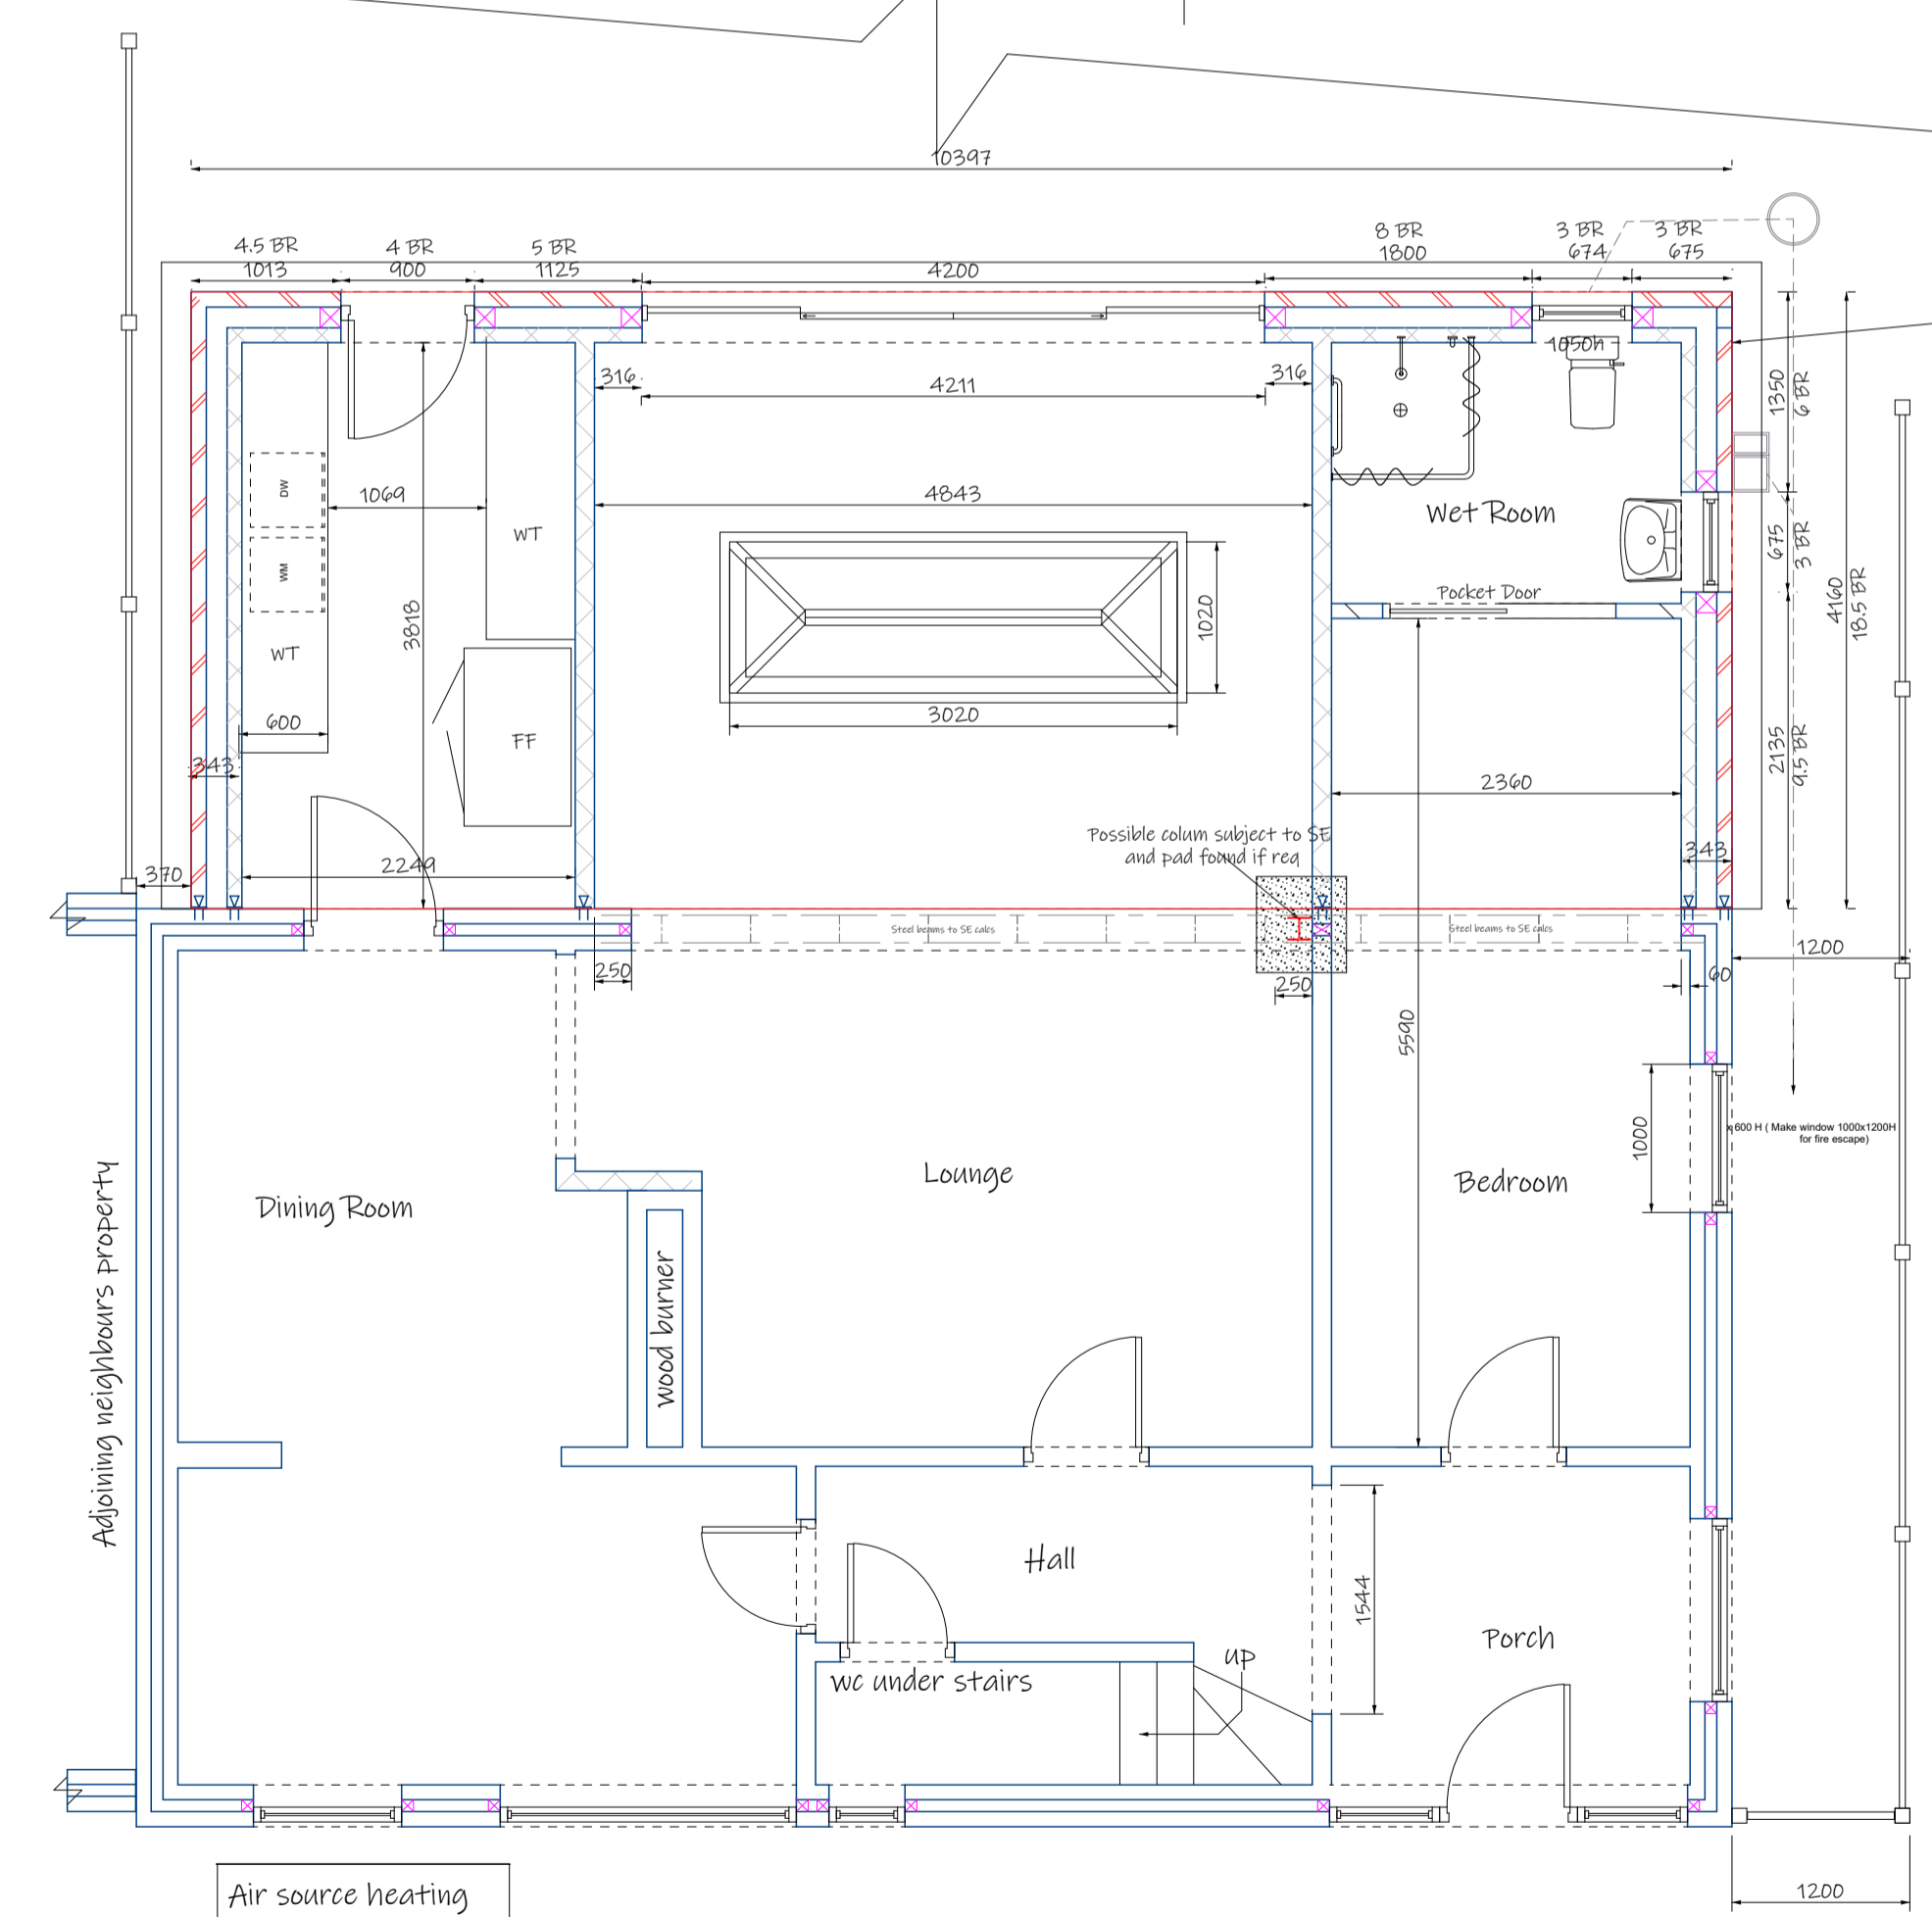 10397
4.5 BR
4 BR
5 BR
8 BR
3 BR
3 BR
1013
900
1125
4200
1800
674
675
1050h
316
4211
316
1350
6 BR
DW
1069
WT
4843
Wet Room
675
3 BR
WM
Pocket Door
4160
18.5 BR
3818
1020
WT
600
FF
3020
343
2360
2135
9.5 BR
Possible colum subject to SE
and pad found if req
370
2249
343
Steel beams to SE calcs
Steel beams to SE calcs
1200
250
250
60
5590
1000
x 600 H ( Make window 1000x1200H
for fire escape)
Adjoining neighbours property
Dining Room
Lounge
Bedroom
wood burner
Hall
1544
Porch
up
wc under stairs
Air source heating
1200